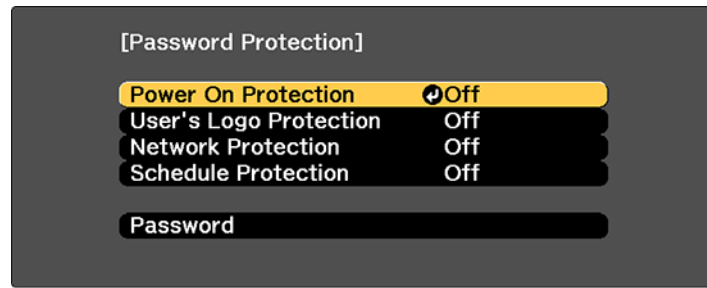 [Password Protection]
Power On Protection Off
User's Logo Protection Off
Network Protection Off
Schedule Protection Off
Password